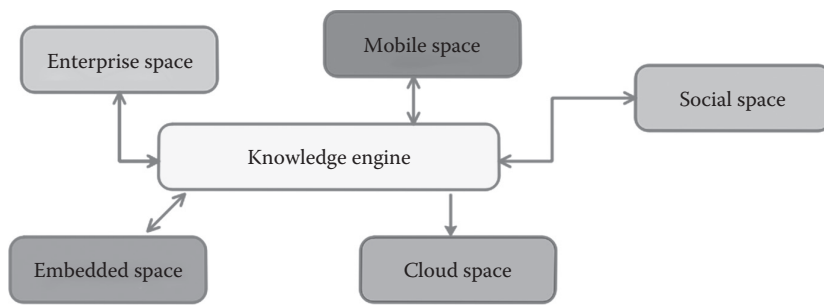 Enterprise space
Mobile space
Social space
Knowledge engine
Embedded space
Cloud space